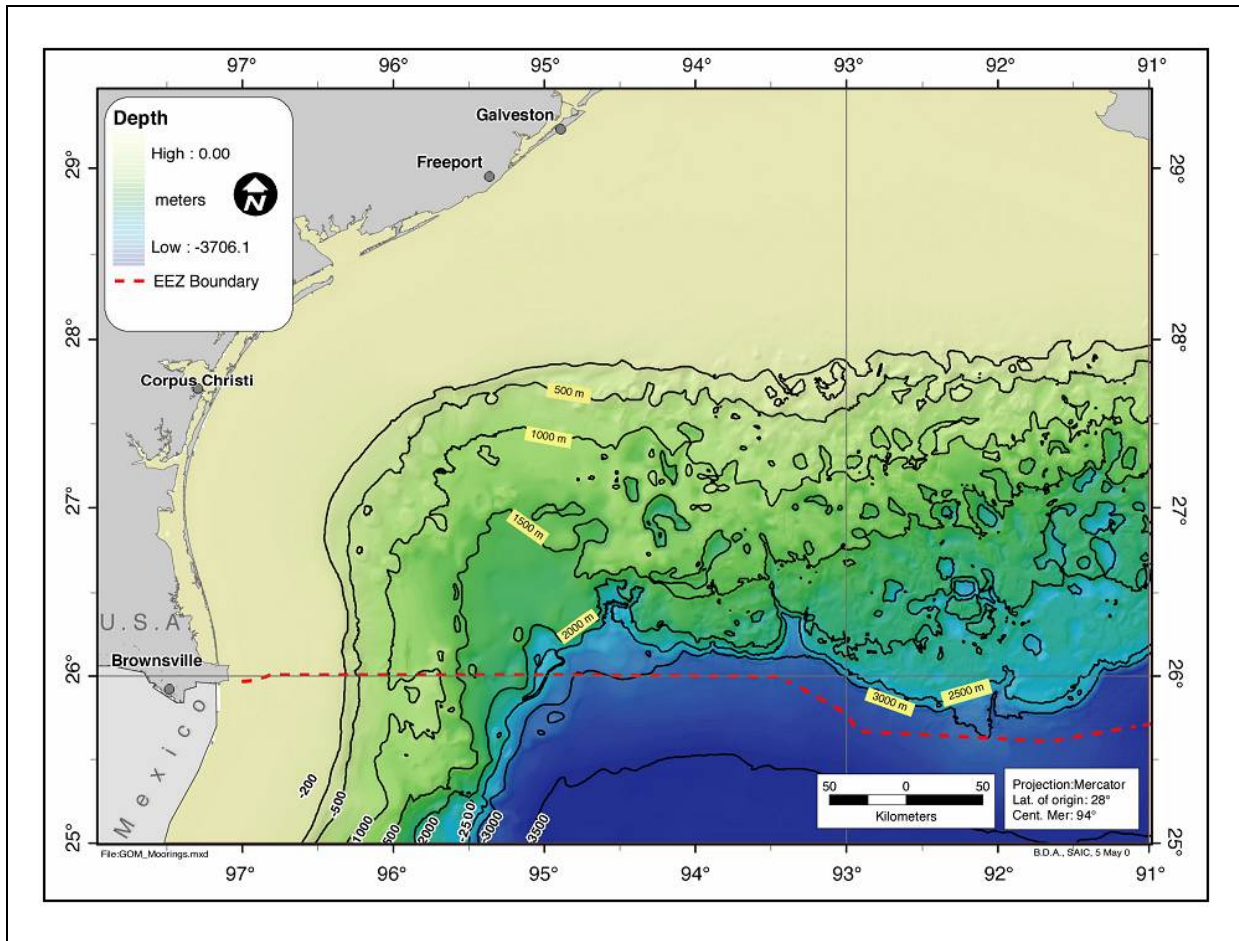 97° 96° 95° 94° 93° 92° 91°
Depth
High : 0.00
meters
N
Low : -3706.1
EEZ Boundary
Galveston
Freeport
29° 29°
28° 28°
Corpus Christi
500 m
1000 m
27° 27°
1500 m
U.S.A
2000 m
Brownsville
26° 26°
2500 m
3000 m
Mexico
-200
-500
1000
500
2000
-2500
-3000
-3500
50 0 50
Kilometers
Projection:Mercator
Lat. of origin: 28°
Cent. Mer: 94°
25° 25°
File:GOM_Moorings.mxd
B.D.A., SAIC, 5 May 0
97° 96° 95° 94° 93° 92° 91°